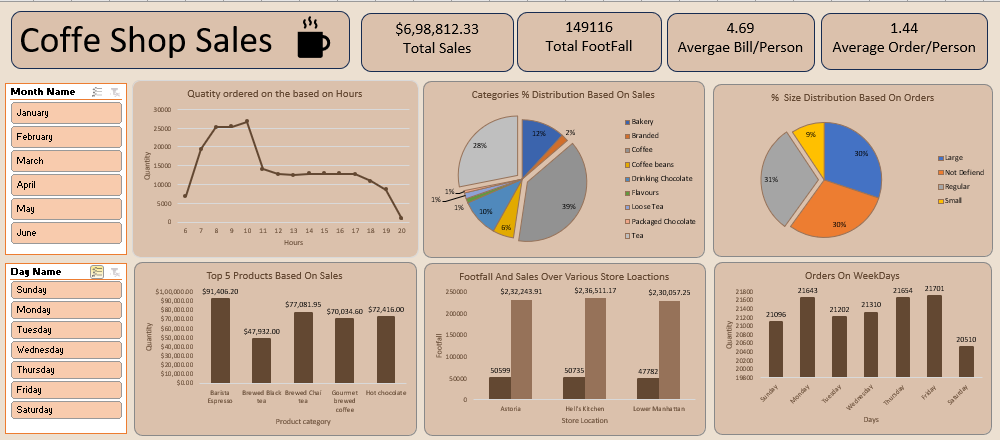 Coffe Shop Sales
$6,98,812.33
Total Sales
149116
Total FootFall
4.69
Avergae Bill/Person
1.44
Average Order/Person
Month Name
January
February
March
April
May
June
Quatity ordered on the based on Hours
30000
25000
20000
15000
10000
5000
0
Quantity
6 7 8 9 10 11 12 13 14 15 16 17 18 19 20
Hours
Categories % Distribution Based On Sales
12%
2%
39%
6%
10%
1%
1%
1%
28%
Bakery
Branded
Coffee
Coffee beans
Drinking Chocolate
Flavours
Loose Tea
Packaged Chocolate
Tea
% Size Distribution Based On Orders
30%
30%
31%
9%
Large
Not Defiend
Regular
Small
Day Name
Sunday
Monday
Tuesday
Wednesday
Thursday
Friday
Saturday
Top 5 Products Based On Sales
$1,00,000.00
$90,000.00
$80,000.00
$70,000.00
$60,000.00
$50,000.00
$40,000.00
$30,000.00
$20,000.00
$10,000.00
$0.00
Quantity
$91,406.20
$47,932.00
$77,081.95
$70,034.60
$72,416.00
Barista Espresso
Brewed Black tea
Brewed Chai tea
Gourmet brewed coffee
Hot chocolate
Product category
Footfall And Sales Over Various Store Loactions
250000
200000
150000
100000
50000
0
Footfall
50599
$2,32,243.91
50735
$2,36,511.17
47782
$2,30,057.25
Astoria
Hell's Kitchen
Lower Manhattan
Store Location
Orders On WeekDays
21800
21600
21400
21200
21000
20800
20600
20400
20200
20000
19800
Quantity
21096
21643
21202
21310
21654
21701
20510
Sunday
Monday
Tuesday
Wednesday
Thursday
Friday
Saturday
Days